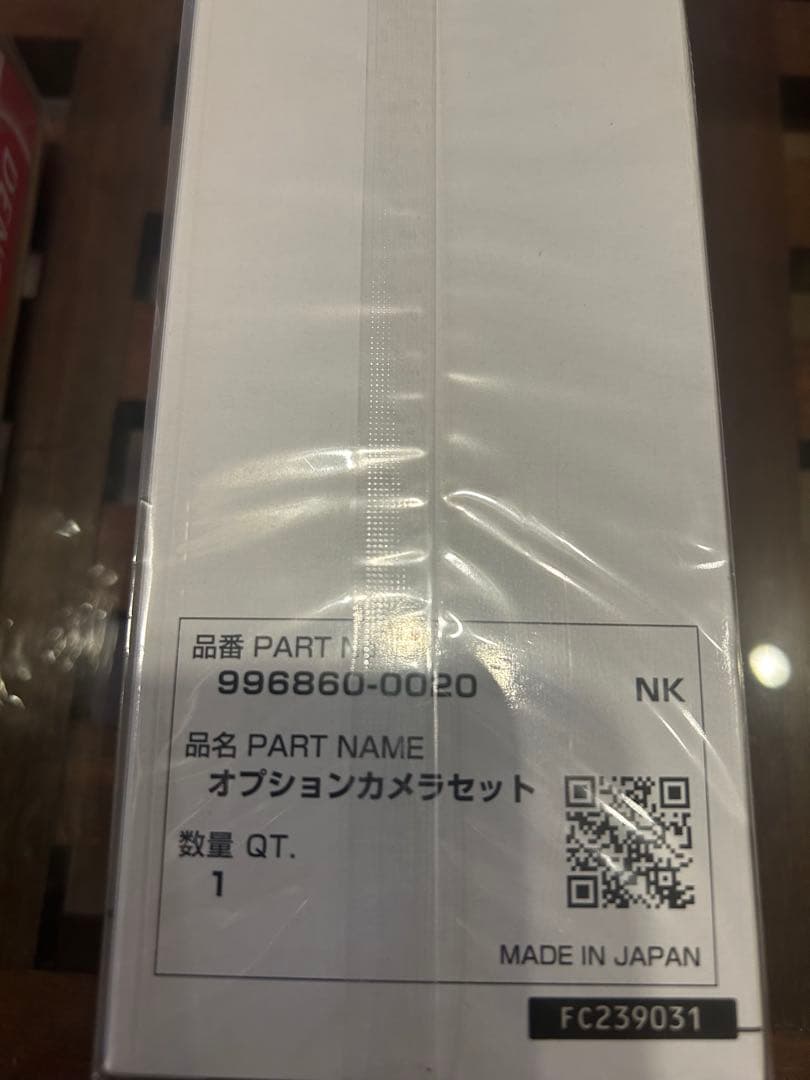 DEN
品番 PART N
996860-0020
NK
品名 PART NAME
オプションカメラセット
数量 QT.
1
MADE IN JAPAN
FC239031